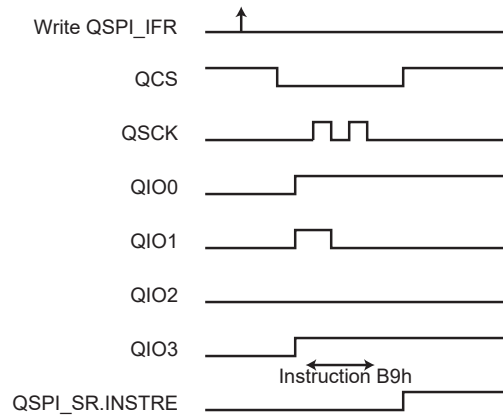 Write QSPI_IFR
QCS
QSCK
QIO0
QIO1
QIO2
QIO3
Instruction B9h
QSPI_SR.INSTRE